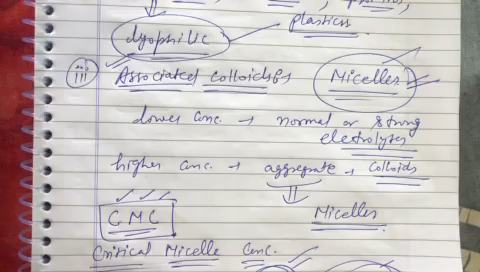 plasticss
lyophilic
iii Associated colloids Micelles
lower conc. → normal or strong
electrolytes
higher conc. → aggregate → colloids
CMC Micelles
Critical Micelle Conc.